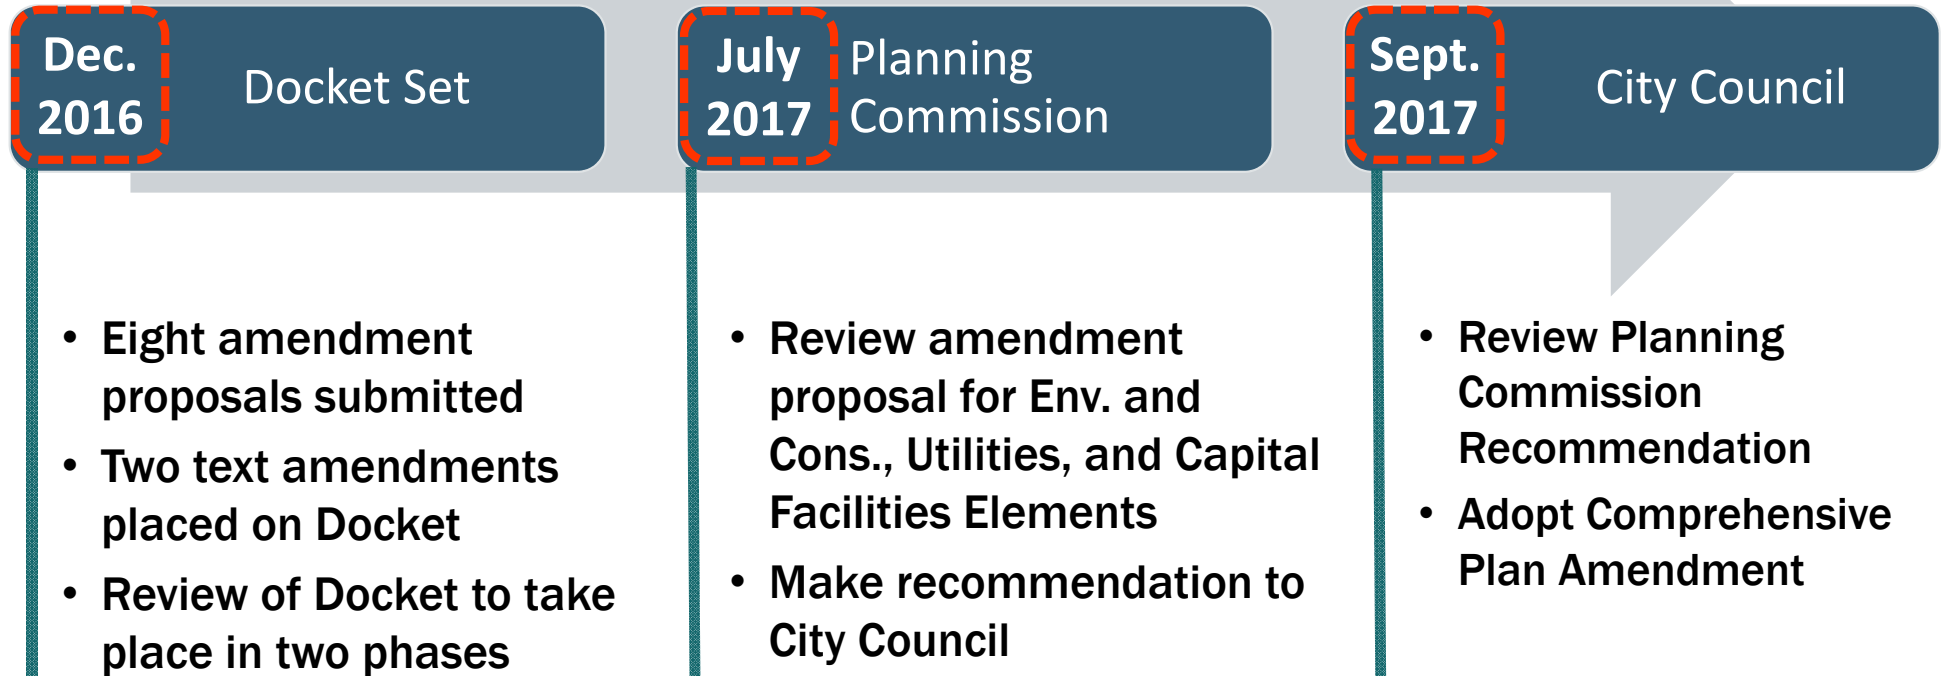 Dec.
2016
Docket Set
• Eight amendment
proposals submitted
• Two text amendments
placed on Docket
• Review of Docket to take
place in two phases
July
2017
Planning
Commission
• Review amendment
proposal for Env. and
Cons., Utilities, and Capital
Facilities Elements
• Make recommendation to
City Council
Sept.
2017
City Council
• Review Planning
Commission
Recommendation
• Adopt Comprehensive
Plan Amendment